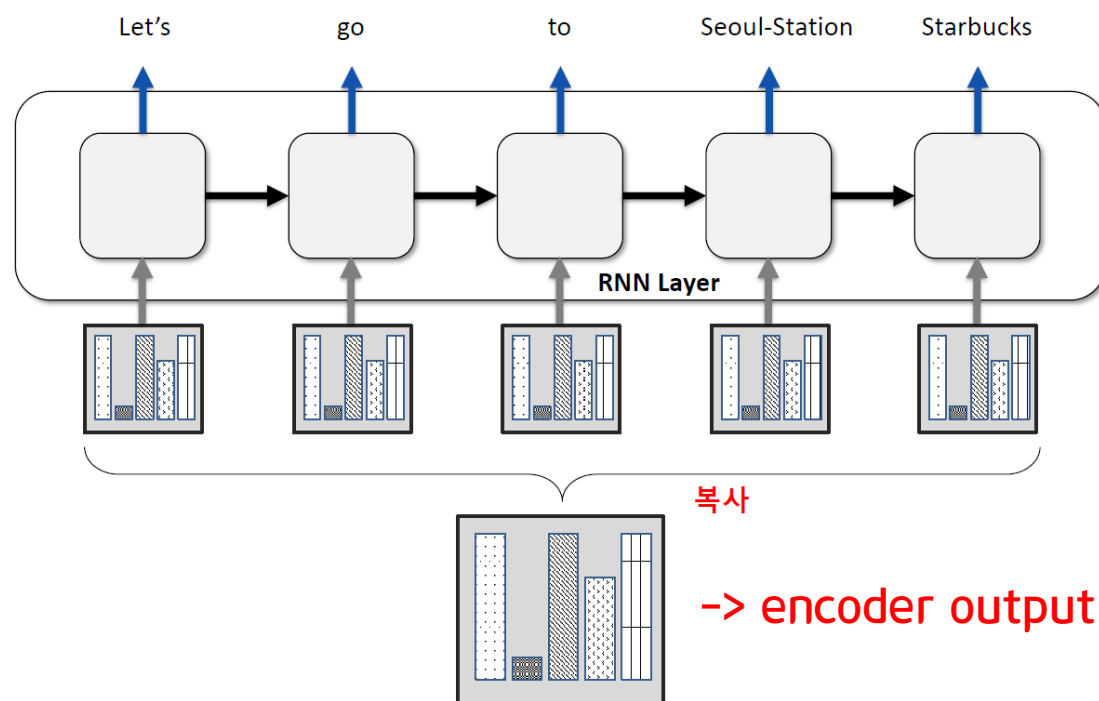 Let's go to Seoul-Station Starbucks
RNN Layer
복사
-> encoder output